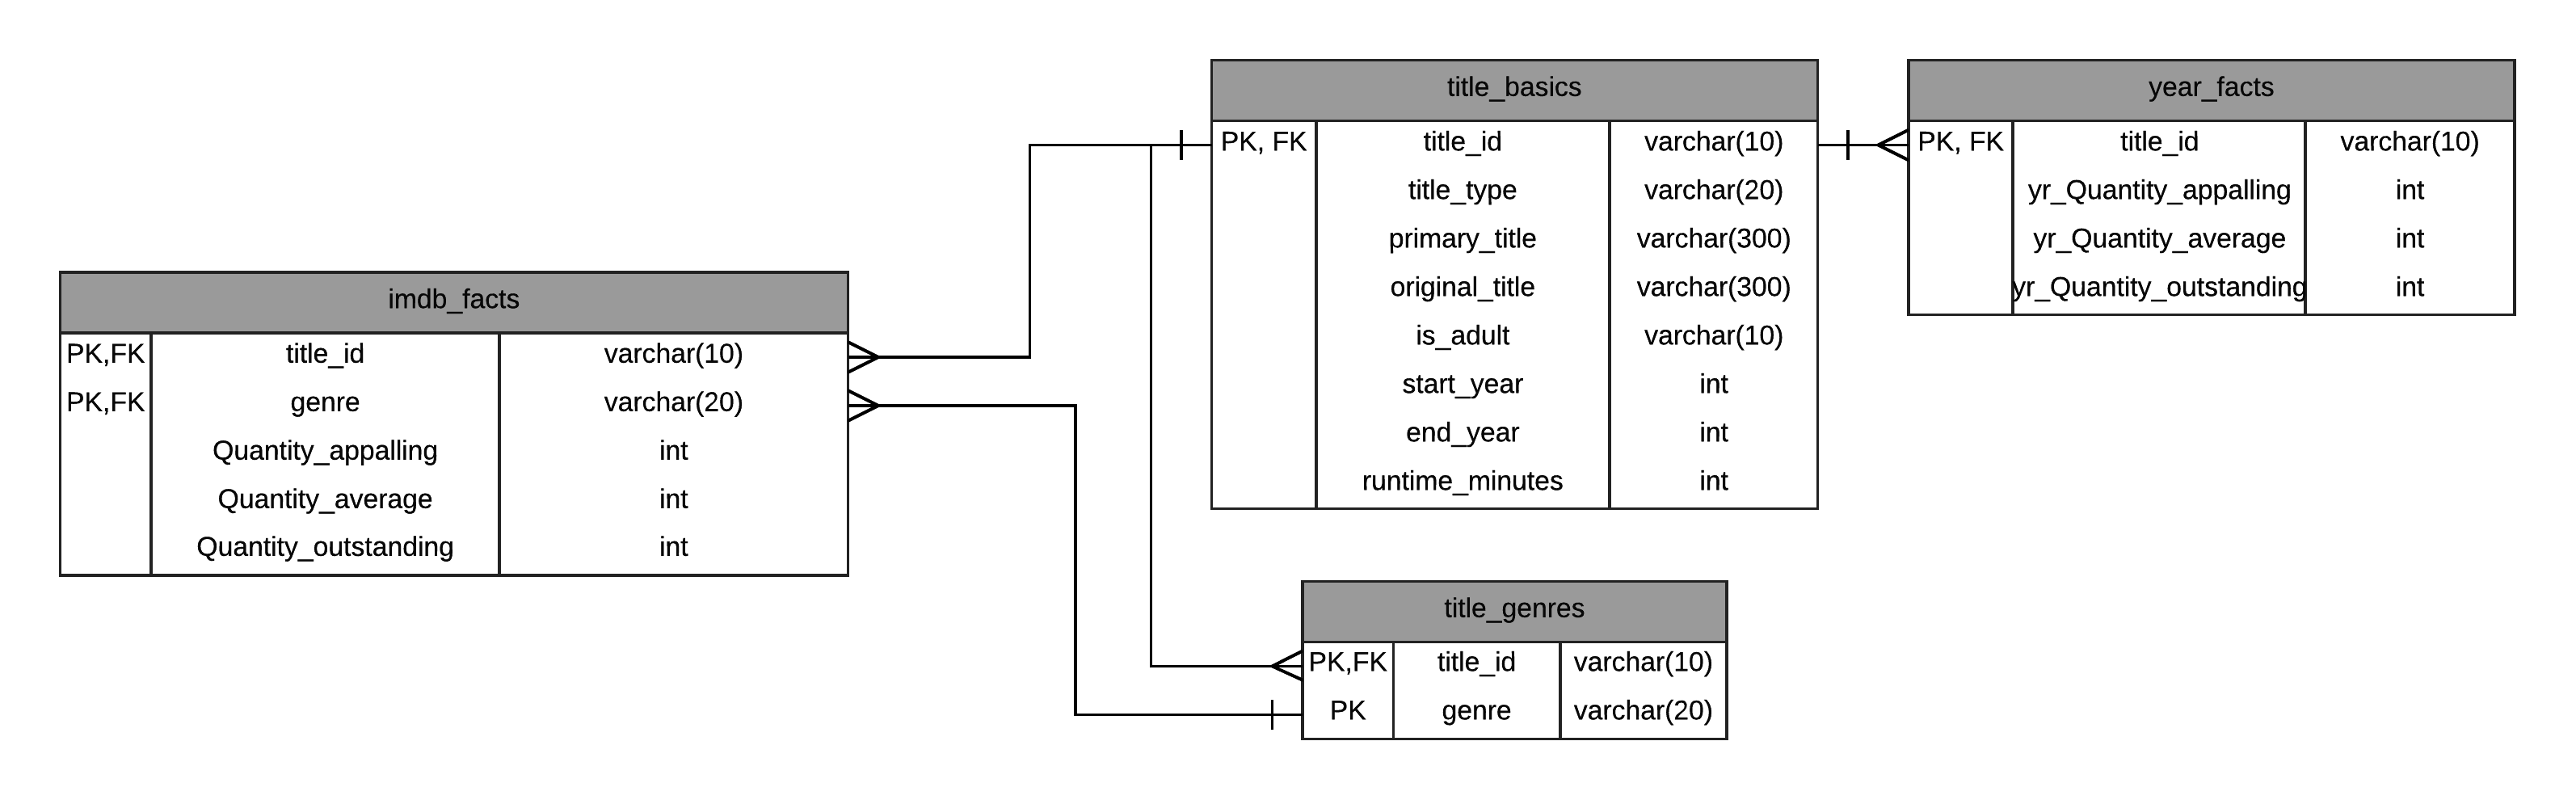 title_basics
PK, FK title_id varchar(10)
title_type varchar(20)
primary_title varchar(300)
original_title varchar(300)
is_adult varchar(10)
start_year int
end_year int
runtime_minutes int
year_facts
PK, FK title_id varchar(10)
yr_Quantity_appalling int
yr_Quantity_average int
yr_Quantity_outstanding int
imdb_facts
PK,FK title_id varchar(10)
PK,FK genre varchar(20)
Quantity_appalling int
Quantity_average int
Quantity_outstanding int
title_genres
PK,FK title_id varchar(10)
PK genre varchar(20)